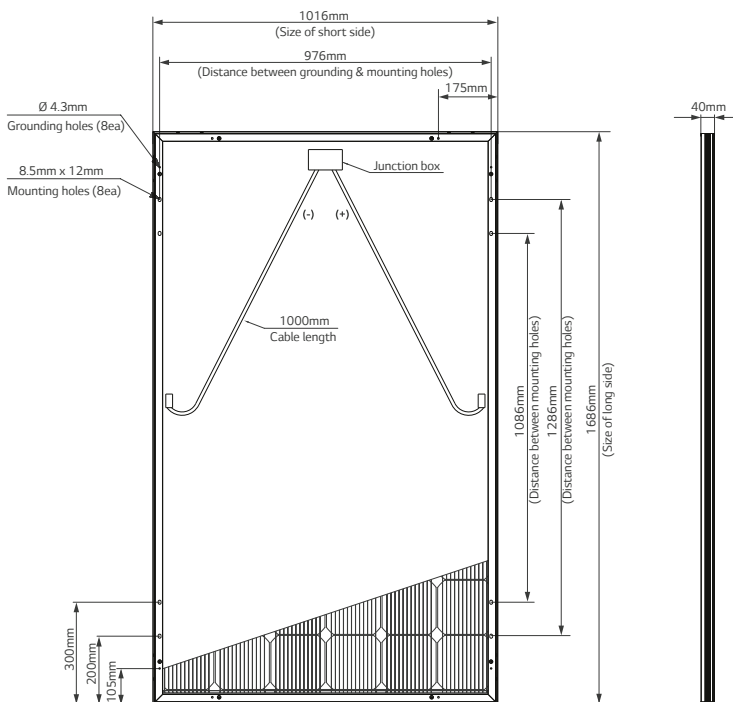 1016mm
(Size of short side)
976mm
(Distance between grounding & mounting holes)
175mm
40mm
Ø 4.3mm
Grounding holes (8ea)
8.5mm x 12mm
Mounting holes (8ea)
Junction box
(-)
(+)
1000mm
Cable length
1086mm
(Distance between mounting holes)
1286mm
(Distance between mounting holes)
1686mm
(Size of long side)
300mm
200mm
105mm